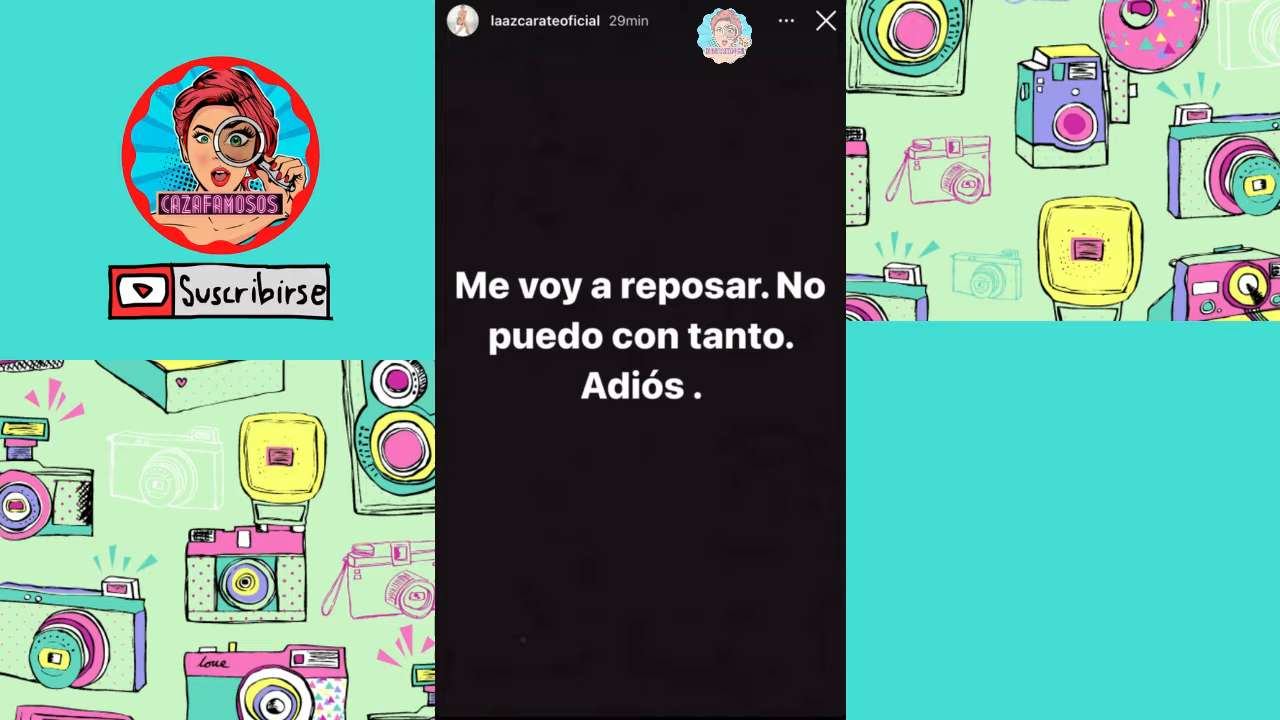 CAZAFAMOSOS
Suscribirse
laazcarateoficial 29min
Me voy a reposar. No
puedo con tanto.
Adiós .
love